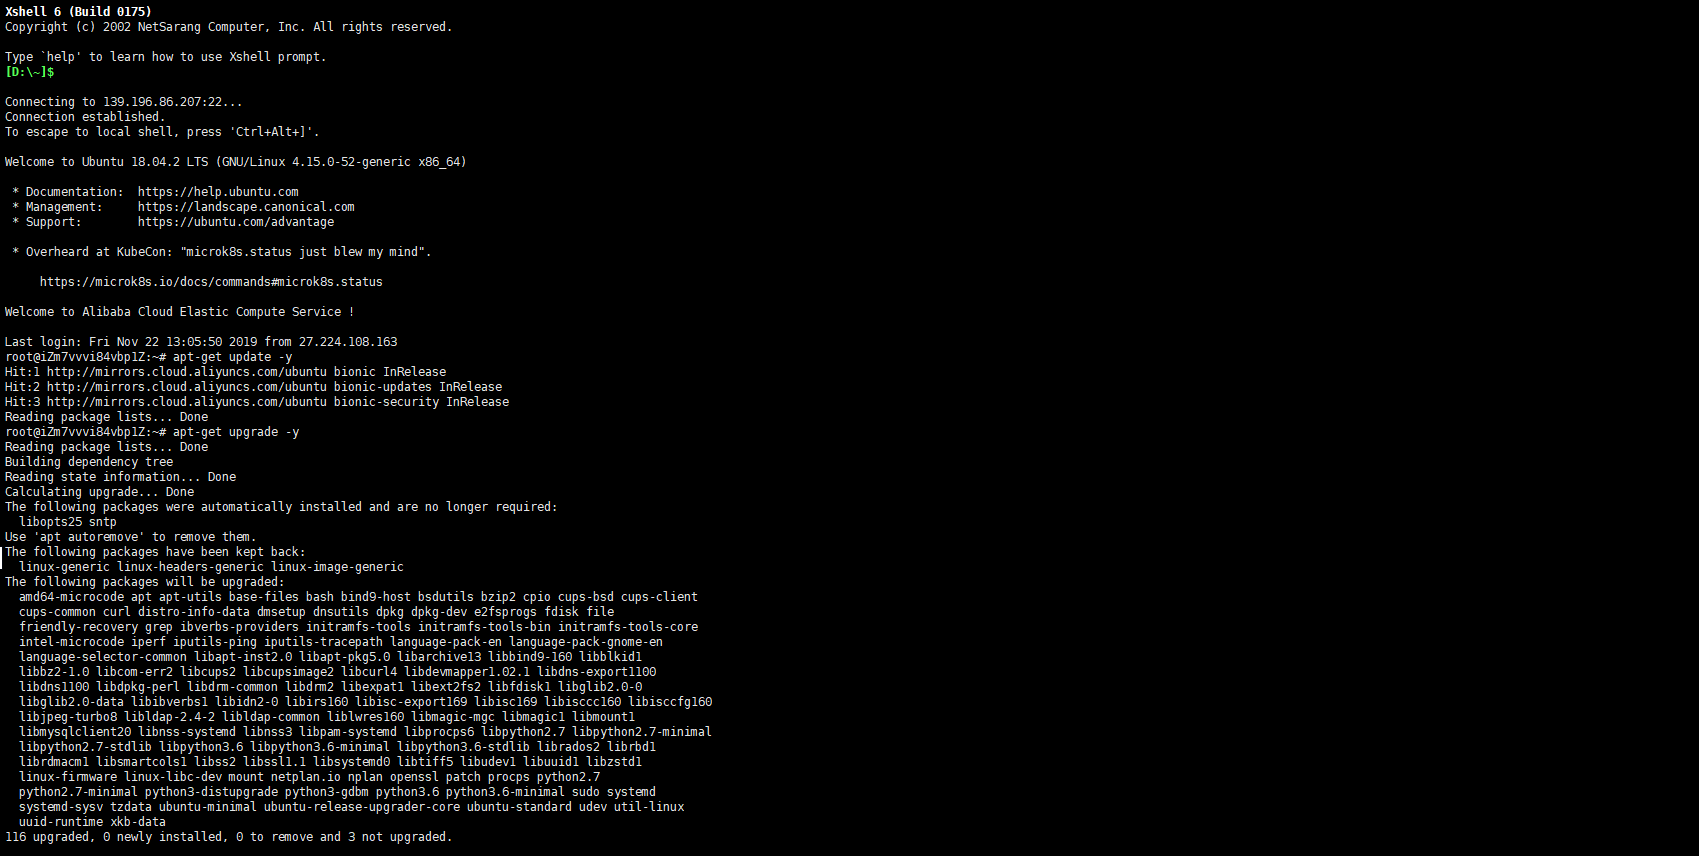 Xshell 6 (Build 0175)
Copyright (c) 2002 NetSarang Computer, Inc. All rights reserved.
Type `help' to learn how to use Xshell prompt.
[D:\~]$
Connecting to 139.196.86.207:22...
Connection established.
To escape to local shell, press 'Ctrl+Alt+]'.
Welcome to Ubuntu 18.04.2 LTS (GNU/Linux 4.15.0-52-generic x86_64)
* Documentation:  https://help.ubuntu.com
* Management:     https://landscape.canonical.com
* Support:        https://ubuntu.com/advantage
* Overheard at KubeCon: "microk8s.status just blew my mind".
https://microk8s.io/docs/commands#microk8s.status
Welcome to Alibaba Cloud Elastic Compute Service !
Last login: Fri Nov 22 13:05:50 2019 from 27.224.108.163
root@iZm7vvvi84vbp1Z:~# apt-get update -y
Hit:1 http://mirrors.cloud.aliyuncs.com/ubuntu bionic InRelease
Hit:2 http://mirrors.cloud.aliyuncs.com/ubuntu bionic-updates InRelease
Hit:3 http://mirrors.cloud.aliyuncs.com/ubuntu bionic-security InRelease
Reading package lists... Done
root@iZm7vvvi84vbp1Z:~# apt-get upgrade -y
Reading package lists... Done
Building dependency tree
Reading state information... Done
Calculating upgrade... Done
The following packages were automatically installed and are no longer required:
libopts25 sntp
Use 'apt autoremove' to remove them.
The following packages have been kept back:
linux-generic linux-headers-generic linux-image-generic
The following packages will be upgraded:
amd64-microcode apt apt-utils base-files bash bind9-host bsdutils bzip2 cpio cups-bsd cups-client
cups-common curl distro-info-data dmsetup dnsutils dpkg dpkg-dev e2fsprogs fdisk file
friendly-recovery grep ibverbs-providers initramfs-tools initramfs-tools-bin initramfs-tools-core
intel-microcode iperf iputils-ping iputils-tracepath language-pack-en language-pack-gnome-en
language-selector-common libapt-inst2.0 libapt-pkg5.0 libarchive13 libbind9-160 libblkid1
libbz2-1.0 libcom-err2 libcups2 libcupsimage2 libcurl4 libdevmapper1.02.1 libdns-export1100
libdns1100 libdpkg-perl libdrm-common libdrm2 libexpat1 libext2fs2 libfdisk1 libglib2.0-0
libglib2.0-data libibverbs1 libidn2-0 libirs160 libisc-export169 libisc169 libisccc160 libisccfg160
libjpeg-turbo8 libldap-2.4-2 libldap-common liblwres160 libmagic-mgc libmagic1 libmount1
libmysqlclient20 libnss-systemd libnss3 libpam-systemd libprocps6 libpython2.7 libpython2.7-minimal
libpython2.7-stdlib libpython3.6 libpython3.6-minimal libpython3.6-stdlib librados2 librbd1
librdmacm1 libsmartcols1 libss2 libssl1.1 libsystemd0 libtiff5 libudev1 libuuid1 libzstd1
linux-firmware linux-libc-dev mount netplan.io nplan openssl patch procps python2.7
python2.7-minimal python3-distupgrade python3-gdbm python3.6 python3.6-minimal sudo systemd
systemd-sysv tzdata ubuntu-minimal ubuntu-release-upgrader-core ubuntu-standard udev util-linux
uuid-runtime xkb-data
116 upgraded, 0 newly installed, 0 to remove and 3 not upgraded.